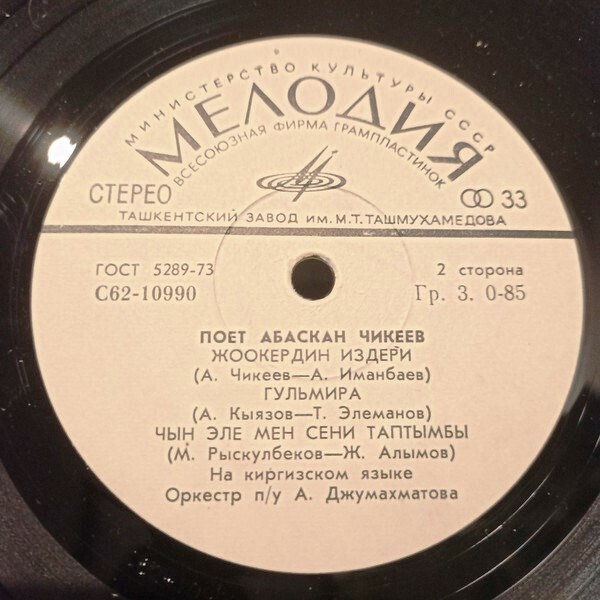 МИНИСТЕРСТВО КУЛЬТУРЫ СССР
МЕЛОДИЯ
ВСЕСОЮЗНАЯ ФИРМА ГРАМПЛАСТИНОК
СТЕРЕО 33
ТАШКЕНТСКИЙ ЗАВОД ИМ. М.Т. ТАШМУХАМЕДОВА
ГОСТ 5289-73 2 сторона
С62-10990 Гр. 3. 0-85
ПОЕТ АБАСКАН ЧИКЕЕВ
ЖООКЕРДИН ИЗДЕРИ
(А. Чикеев—А. Иманбаев)
ГУЛЬМИРА
(А. Кыязов—Т. Элеманов)
ЧЫН ЭЛЕ МЕН СЕНИ ТАПТЫМБЫ
(М. Рыскулбеков—Ж. Алымов)
На киргизском языке
Оркестр п/у А. Джумахматова